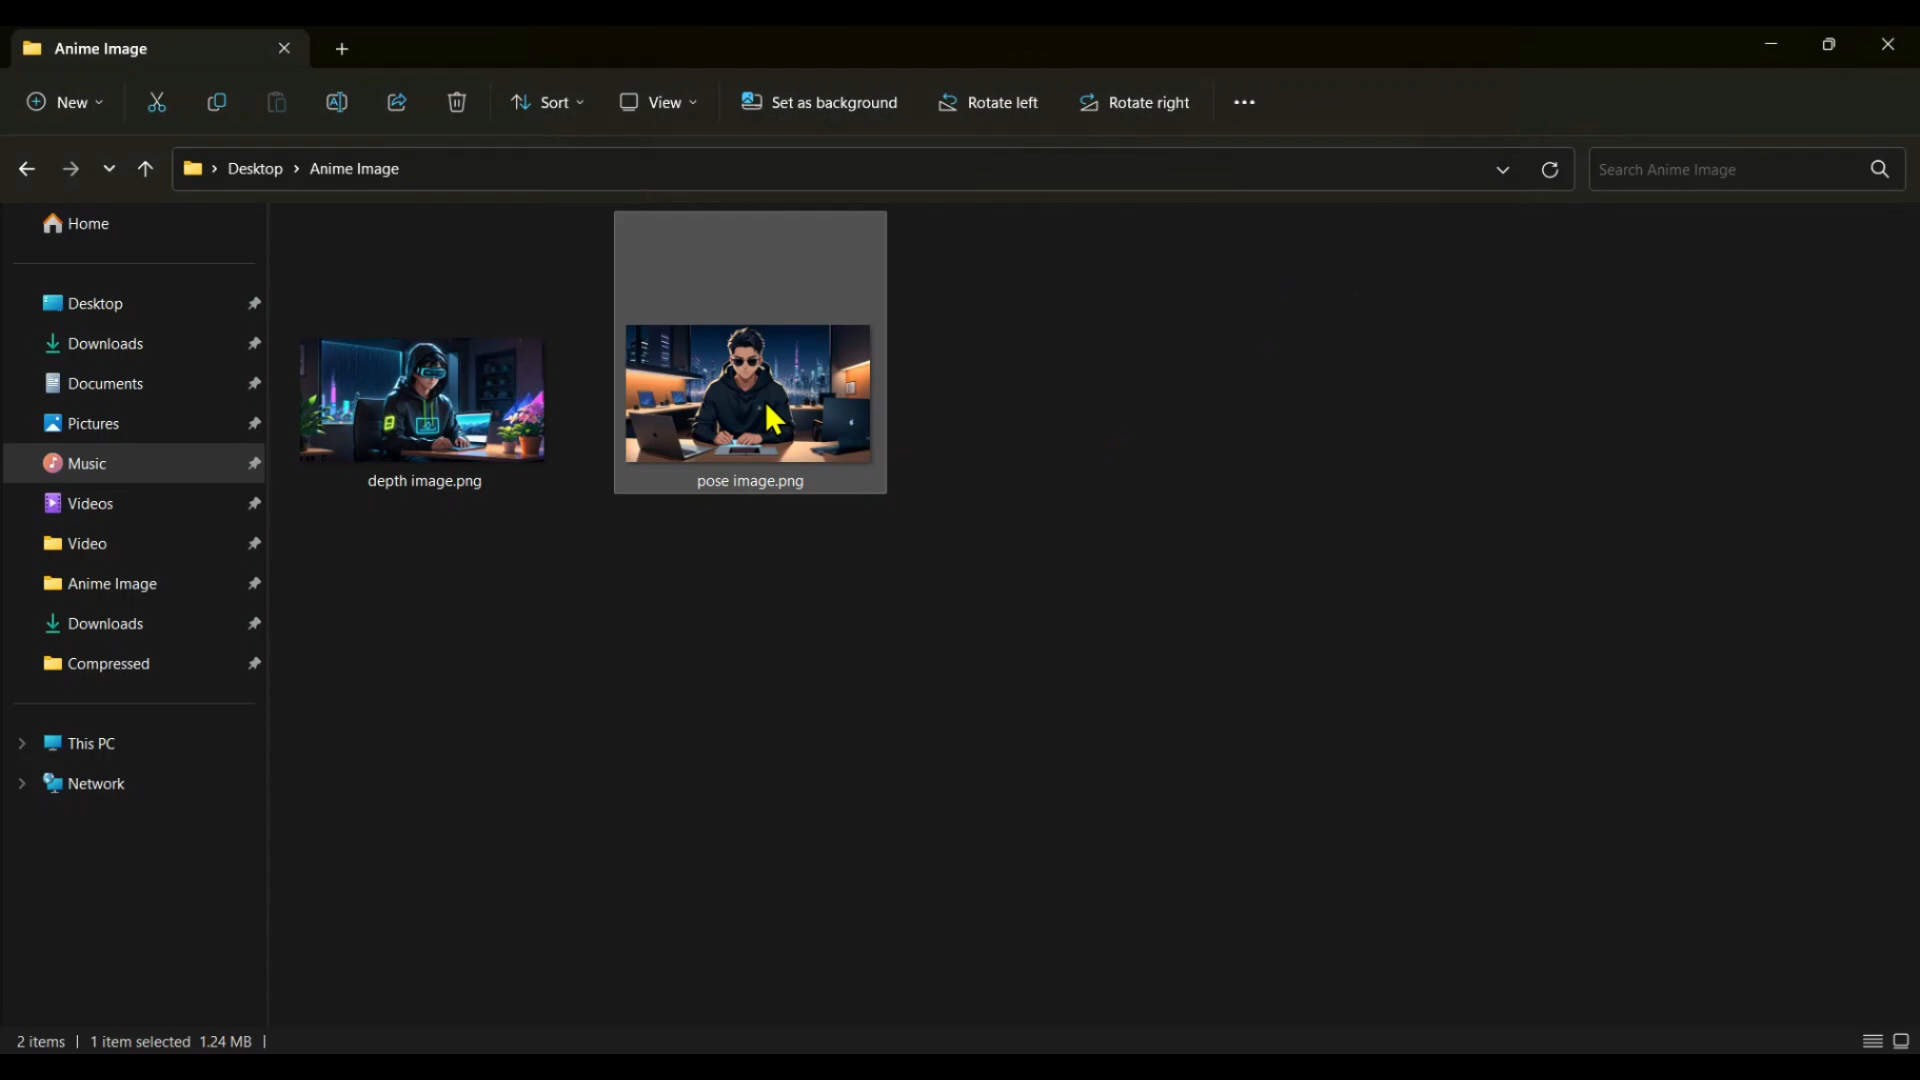 Anime Image
New
Sort
View
Set as background
Rotate left
Rotate right
Desktop
Anime Image
Search Anime Image
Home
Desktop
Downloads
Documents
Pictures
Music
Videos
Video
Anime Image
Downloads
Compressed
This PC
Network
depth image.png
pose image.png
2 items
1 item selected 1.24 MB